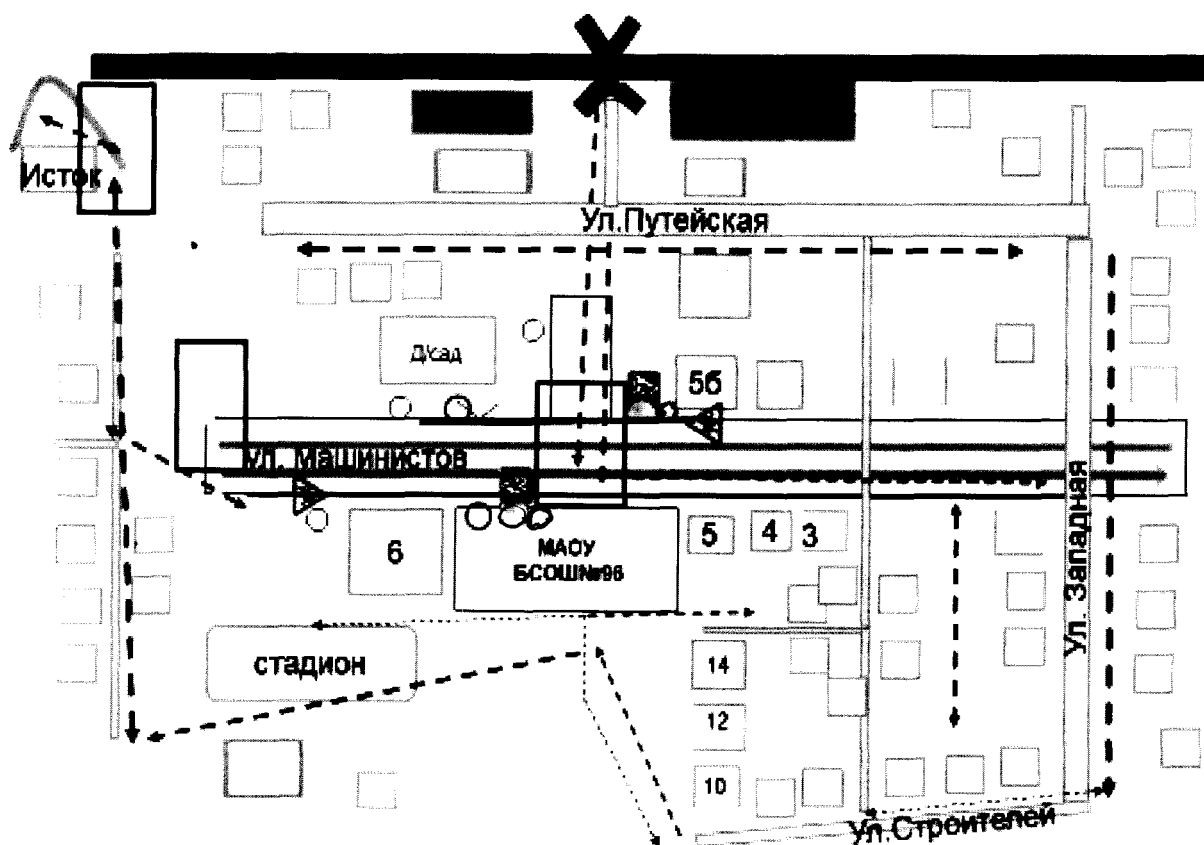 Исток
Ул.Путейская
Д/сад
5б
ул. Машинистов
6
МАОУ
БСОШ№96
5
4
3
Ул. Западная
стадион
14
12
10
Ул.Строителей